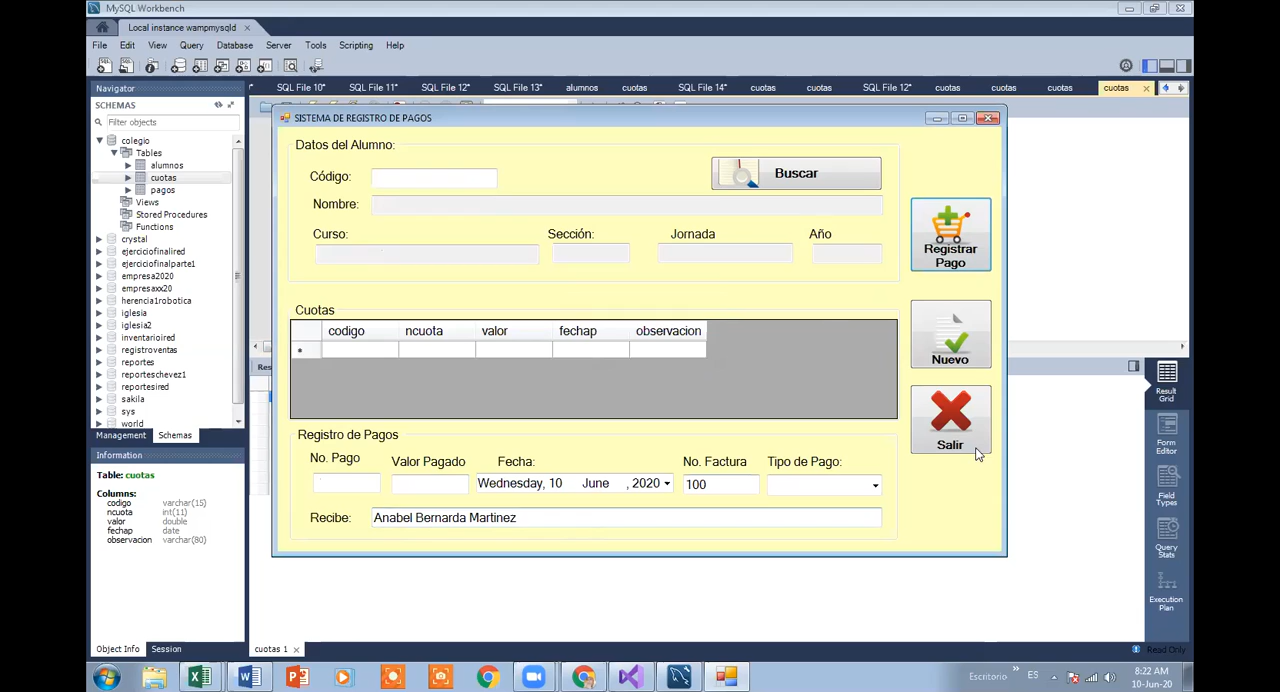 MySQL Workbench
Local instance wampmysqld
File Edit View Query Database Server Tools Scripting Help
Navigator
SQL File 10* SQL File 11* SQL File 12* SQL File 13* alumnos cuotas SQL File 14* cuotas cuotas SQL File 12* cuotas cuotas cuotas cuotas
SCHEMAS
Filter objects
colegio
Tables
alumnos
cuotas
pagos
Views
Stored Procedures
Functions
crystal
ejerciciofinalired
ejerciciofinalparte1
empresa2020
empresaxx20
herencia1robotica
iglesia
iglesia2
inventarioired
registroventas
reportes
reporteschevez1
reportesired
sakila
sys
world
Management Schemas
Information
Table: cuotas
Columns:
codigo varchar(15)
ncuota int(11)
valor double
fechap date
observacion varchar(80)
Object Info Session
SISTEMA DE REGISTRO DE PAGOS
Datos del Alumno:
Código:
Buscar
Nombre:
Curso: Sección: Jornada Año
Registrar
Pago
Cuotas
codigo ncuota valor fechap observacion
*
Nuevo
Salir
Registro de Pagos
No. Pago Valor Pagado Fecha: No. Factura Tipo de Pago:
Wednesday, 10 June , 2020 100
Recibe: Anabel Bernarda Martinez
Res
Result
Grid
Form
Editor
Field
Types
Query
Stats
Execution
Plan
cuotas 1
Read Only
Escritorio
ES
8:22 AM
10-Jun-20